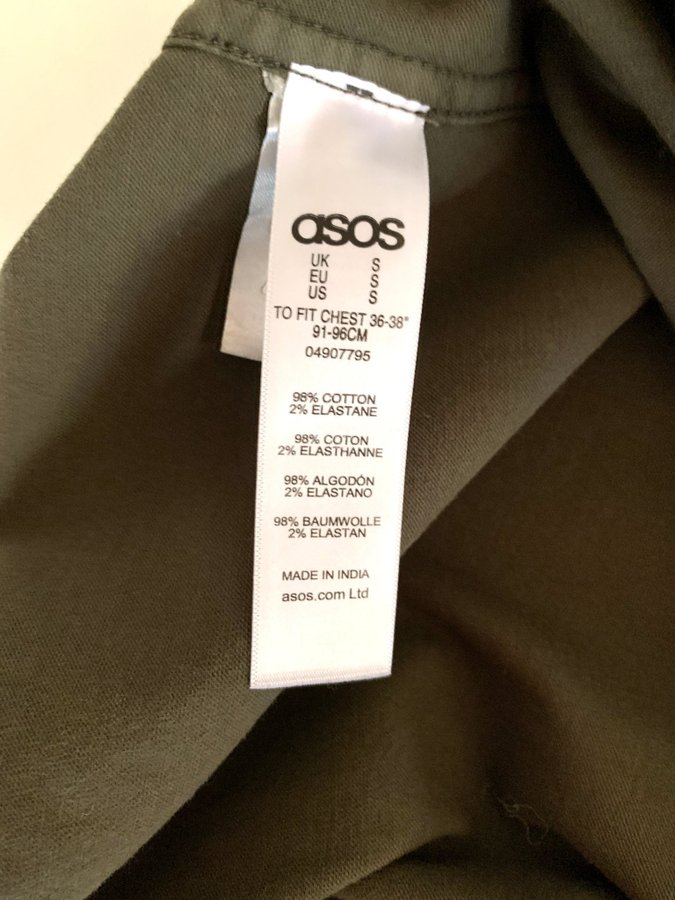 asos
UK S
EU S
US S
TO FIT CHEST 36-38"
91-96CM
04907795
98% COTTON
2% ELASTANE
98% COTON
2% ELASTHANNE
98% ALGODÓN
2% ELASTANO
98% BAUMWOLLE
2% ELASTAN
MADE IN INDIA
asos.com Ltd